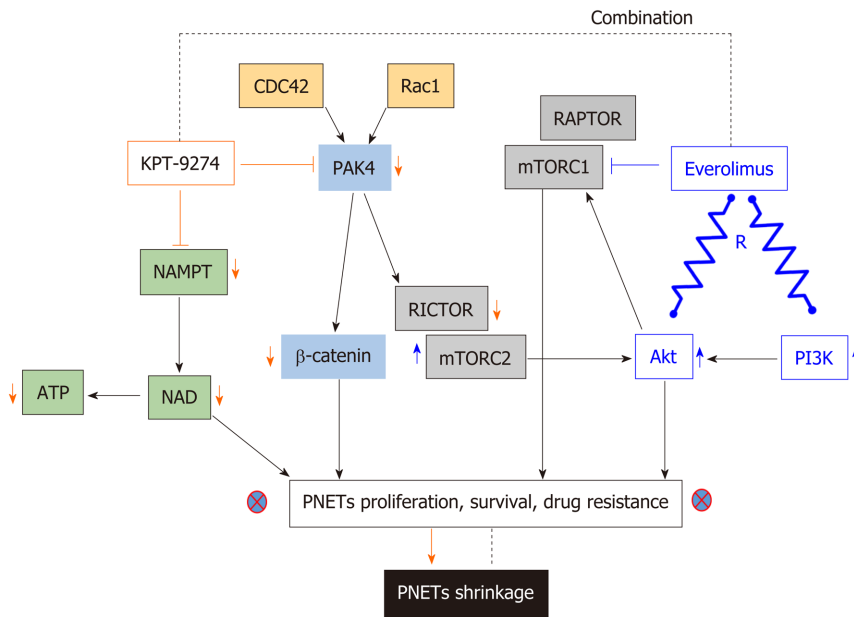 Combination
CDC42
Rac1
RAPTOR
KPT-9274
PAK4
mTORC1
Everolimus
R
NAMPT
RICTOR
β-catenin
mTORC2
Akt
PI3K
ATP
NAD
PNETs proliferation, survival, drug resistance
PNETs shrinkage